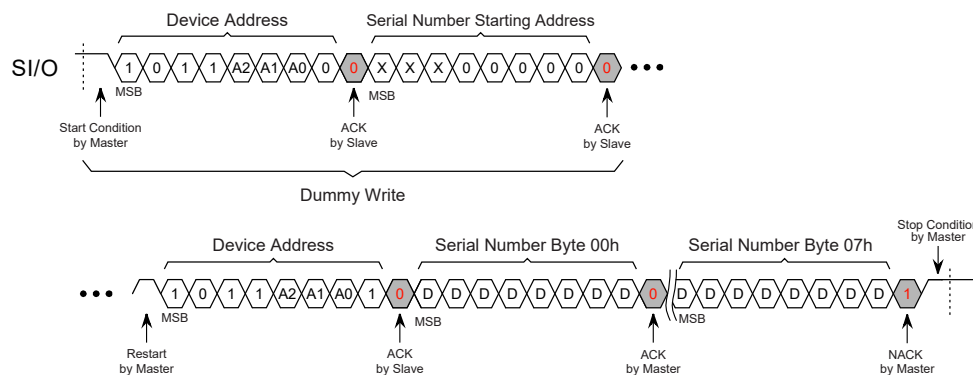 Device Address Serial Number Starting Address
SI/O 1 0 1 1 A2 A1 A0 0 0 X X X 0 0 0 0 0 0 •••
MSB MSB
Start Condition
by Master
ACK
by Slave
ACK
by Slave
Dummy Write
Device Address Serial Number Byte 00h Serial Number Byte 07h
Stop Condition
by Master
••• 1 0 1 1 A2 A1 A0 1 0 D D D D D D D D 0 D D D D D D D D 1
MSB MSB MSB
Restart
by Master
ACK
by Slave
ACK
by Master
NACK
by Master